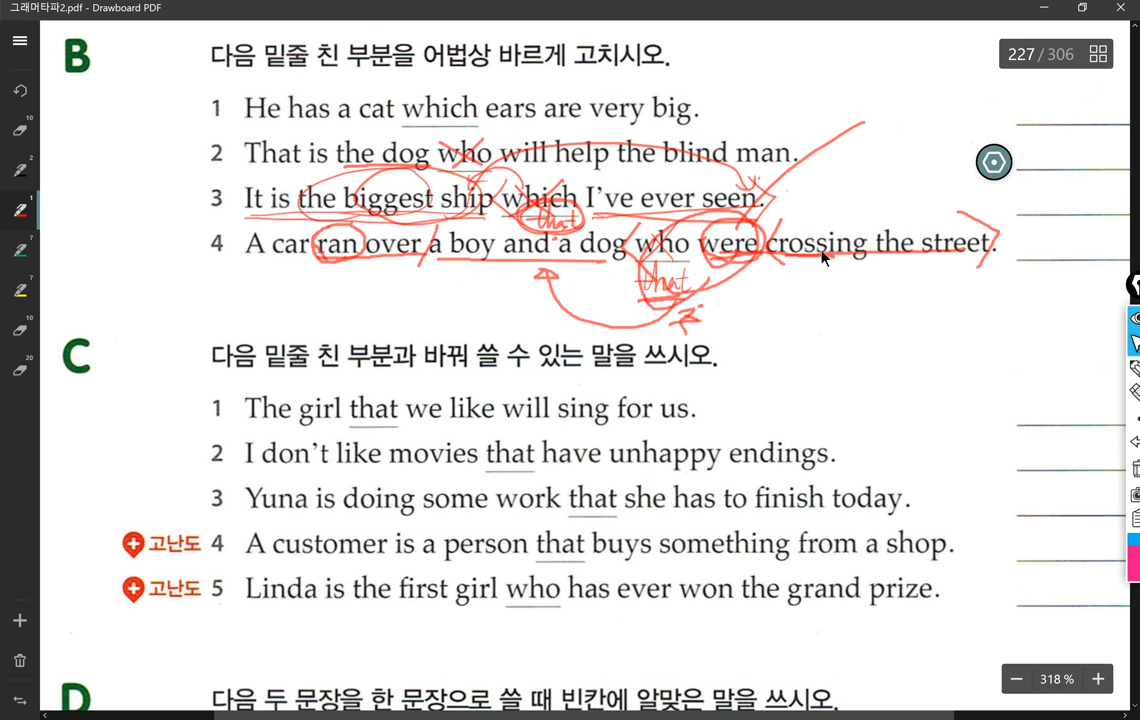 그래머타파2.pdf - Drawboard PDF
227 / 306
B 다음 밑줄 친 부분을 어법상 바르게 고치시오.
1 He has a cat which ears are very big.
2 That is the dog who will help the blind man.
3 It is the biggest ship which I've ever seen.
that
4 A car ran over a boy and a dog who were crossing the street.
that
주
C 다음 밑줄 친 부분과 바꿔 쓸 수 있는 말을 쓰시오.
1 The girl that we like will sing for us.
2 I don't like movies that have unhappy endings.
3 Yuna is doing some work that she has to finish today.
고난도 4 A customer is a person that buys something from a shop.
고난도 5 Linda is the first girl who has ever won the grand prize.
D 다음 두 문장을 한 문장으로 쓸 때 빈칸에 알맞은 말을 쓰시오.
318 %
10
2
1
7
7
10
20